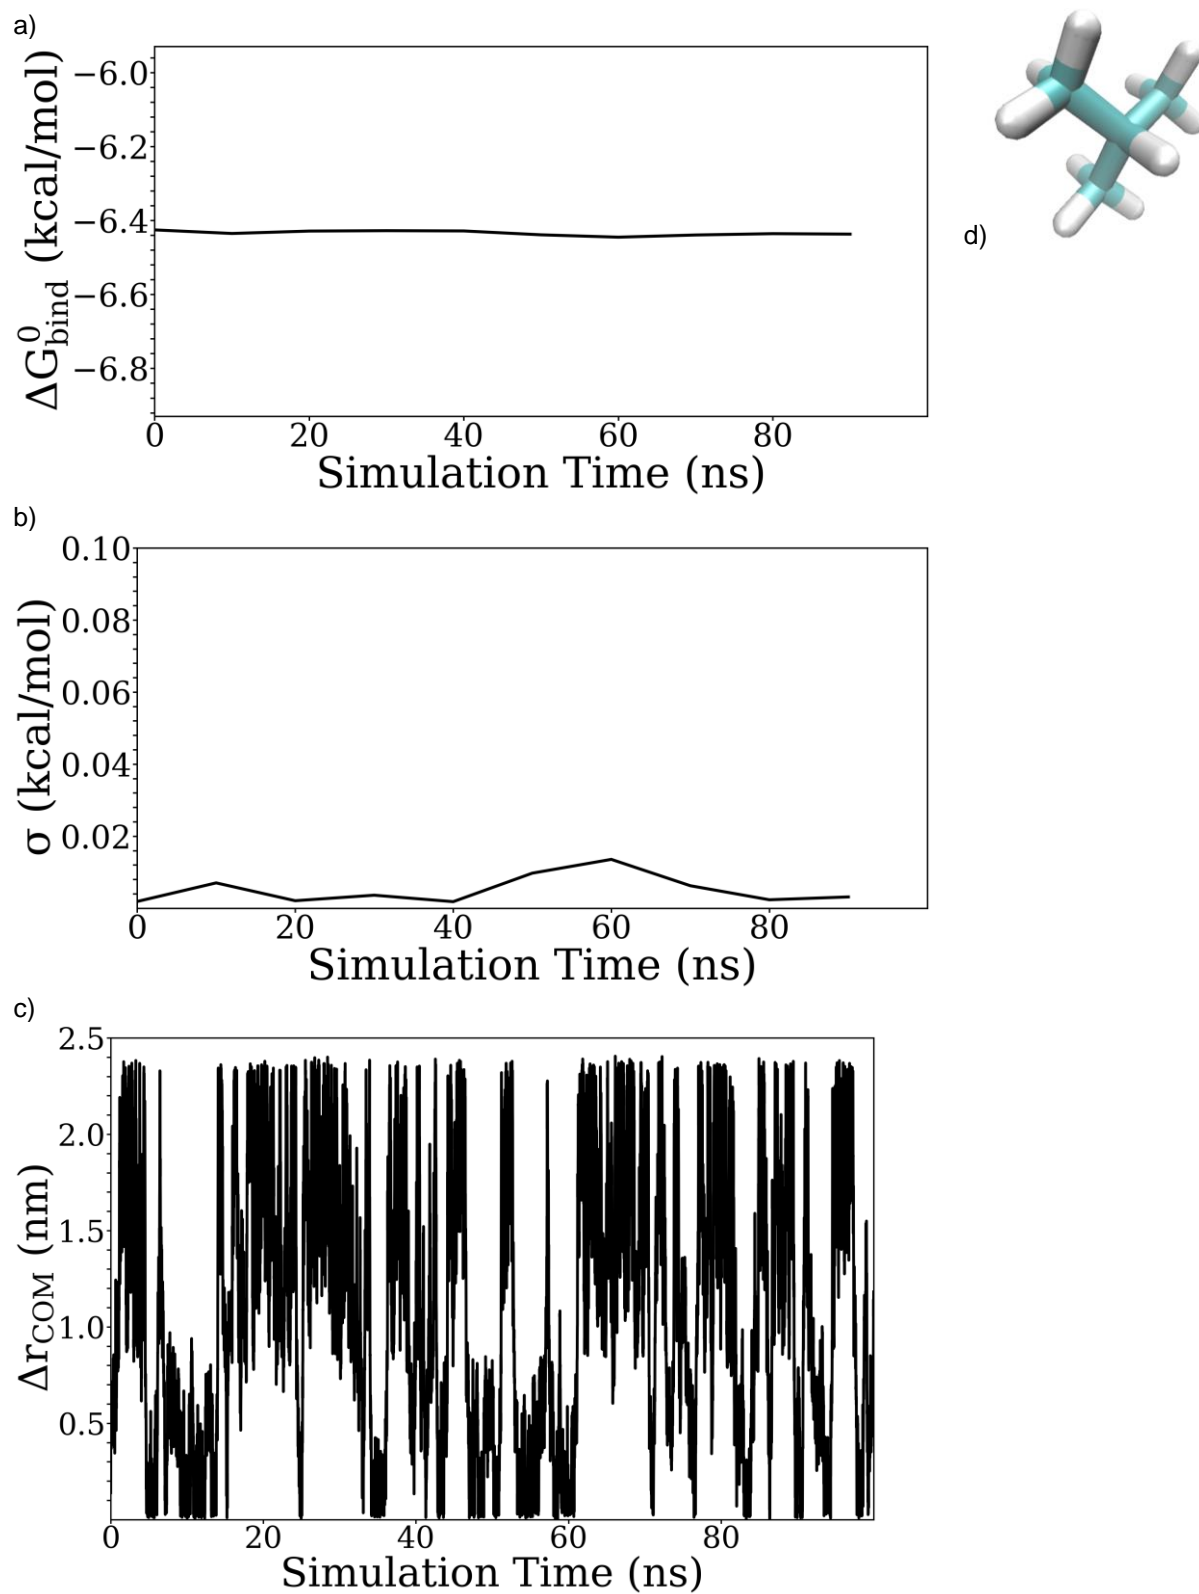 a)
−6.0
−6.2
−6.4
−6.6
−6.8
ΔG⁰bind (kcal/mol)
0 20 40 60 80
Simulation Time (ns)
d)
b)
0.10
0.08
0.06
0.04
0.02
σ (kcal/mol)
0 20 40 60 80
Simulation Time (ns)
c)
2.5
2.0
1.5
1.0
0.5
ΔrCOM (nm)
0 20 40 60 80
Simulation Time (ns)